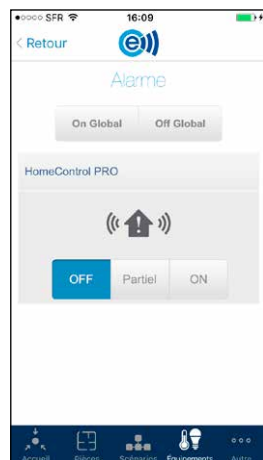 ●○○○○ SFR 16:09
< Retour
Alarme
On Global Off Global
HomeControl PRO
OFF Partiel ON
Accueil Pièces Scénarios Équipements Autre